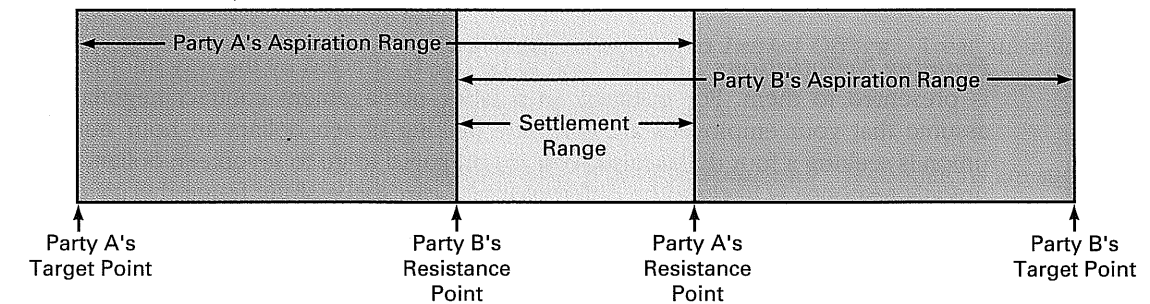 Party A's Aspiration Range
Party B's Aspiration Range
Settlement
Range
Party A's
Target Point
Party B's
Resistance
Point
Party A's
Resistance
Point
Party B's
Target Point